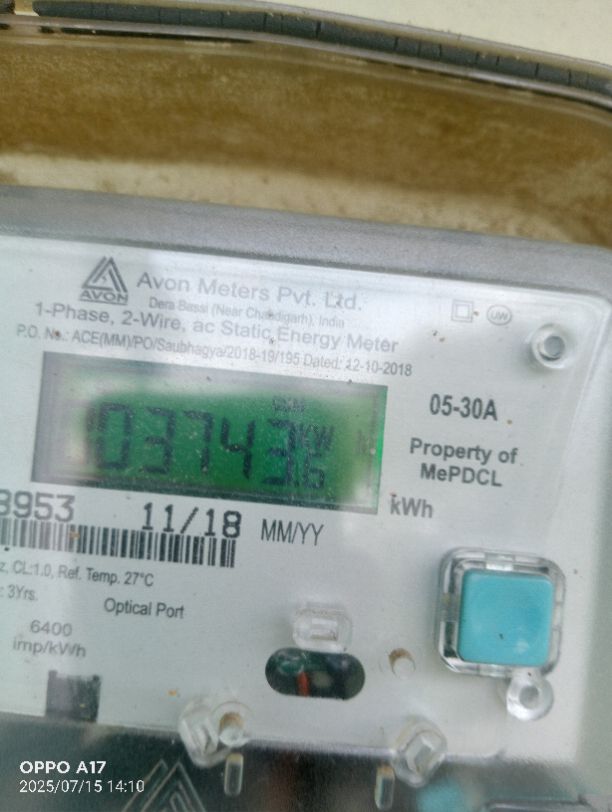 AVON
Avon Meters Pvt. Ltd.
Dera Bassi (Near Chandigarh), India
1-Phase, 2-Wire, ac Static Energy Meter
P.O. No.: ACE(MM)/PO/Saubhagya/2018-19/195 Dated: 12-10-2018
UW
05-30A
03743.6
kW
Property of
MePDCL
kWh
8953 11/18 MM/YY
z, CL:1.0, Ref. Temp. 27°C
: 3Yrs.
Optical Port
6400
imp/kWh
OPPO A17
2025/07/15 14:10